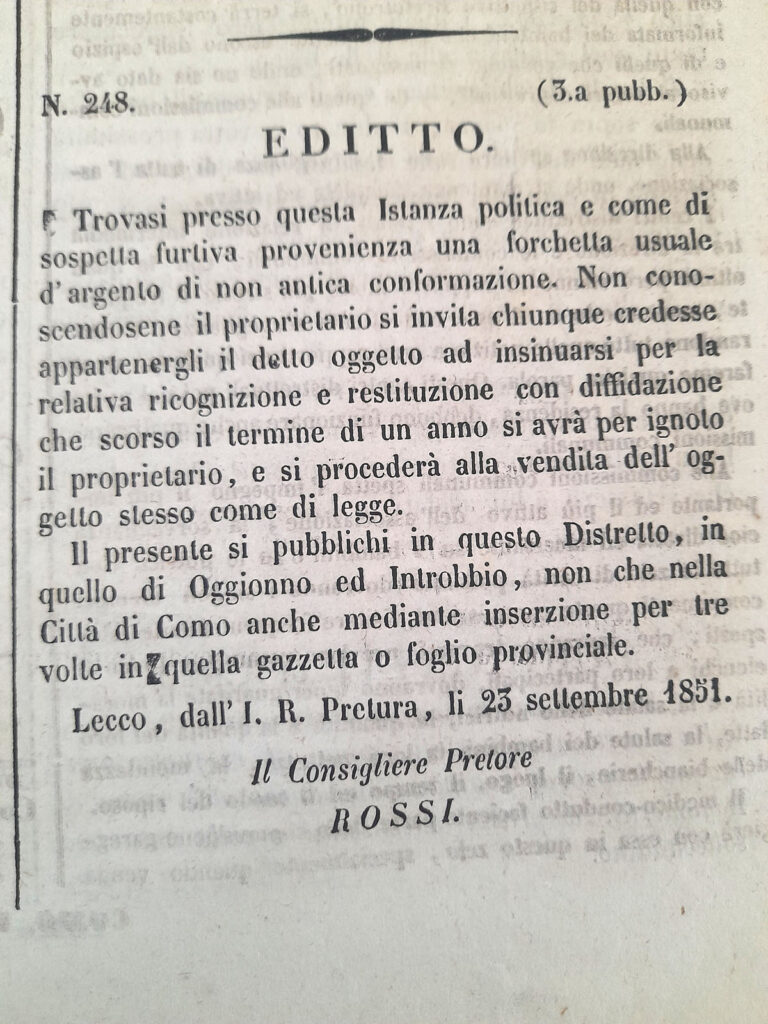 N. 248.
(3.a pubb.)
EDITTO.
Trovasi presso questa Istanza politica e come di
sospetta furtiva provenienza una forchetta usuale
d'argento di non antica conformazione. Non cono-
scendosene il proprietario si invita chiunque credesse
appartenergli il detto oggetto ad insinuarsi per la
relativa ricognizione e restituzione con diffidazione
che scorso il termine di un anno si avrà per ignoto
il proprietario, e si procederà alla vendita dell' og-
getto stesso come di legge.
Il presente si pubblichi in questo Distretto, in
quello di Oggionno ed Introbbio, non che nella
Città di Como anche mediante inserzione per tre
volte in quella gazzetta o foglio provinciale.
Lecco, dall' I. R. Pretura, li 23 settembre 1851.
Il Consigliere Pretore
ROSSI.